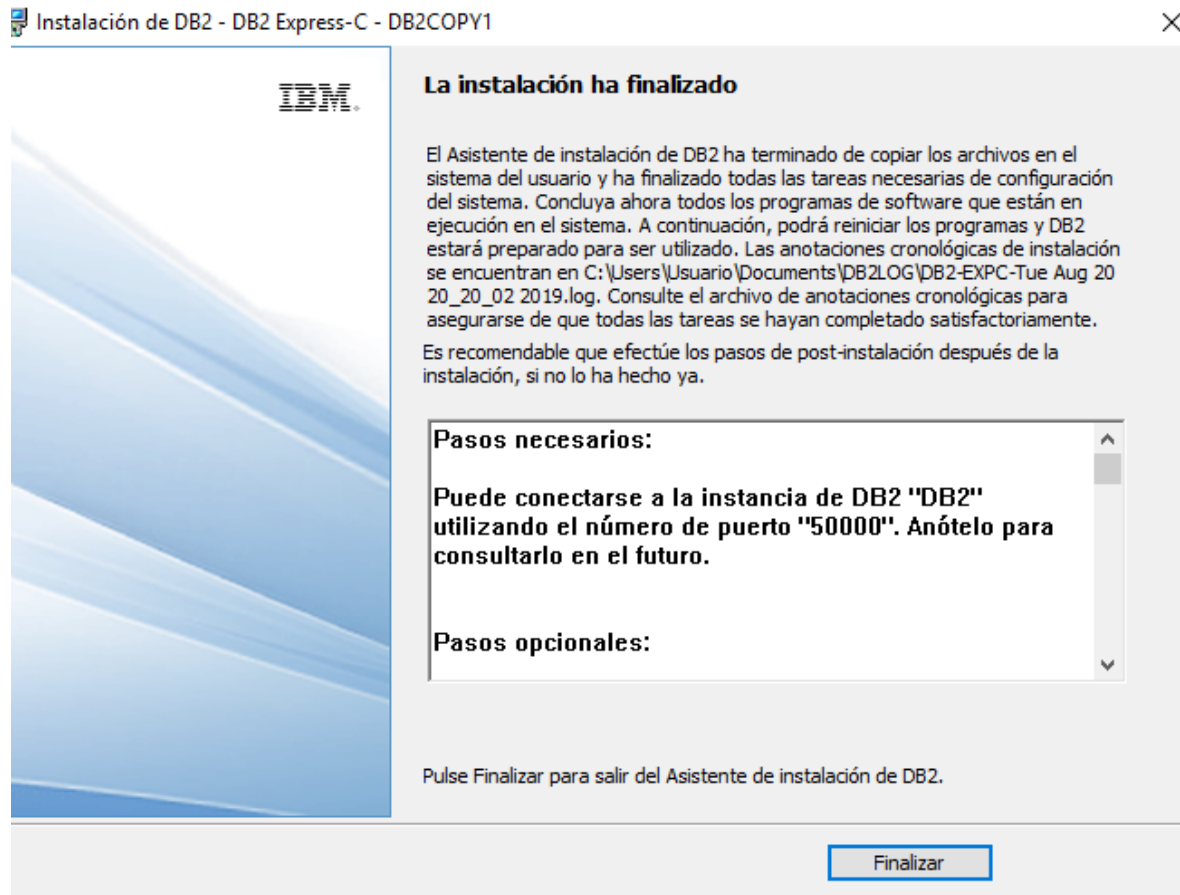 Instalación de DB2 - DB2 Express-C - DB2COPY1
IBM.
La instalación ha finalizado
El Asistente de instalación de DB2 ha terminado de copiar los archivos en el
sistema del usuario y ha finalizado todas las tareas necesarias de configuración
del sistema. Concluya ahora todos los programas de software que están en
ejecución en el sistema. A continuación, podrá reiniciar los programas y DB2
estará preparado para ser utilizado. Las anotaciones cronológicas de instalación
se encuentran en C:\Users\Usuario\Documents\DB2LOG\DB2-EXPC-Tue Aug 20
20_20_02 2019.log. Consulte el archivo de anotaciones cronológicas para
asegurarse de que todas las tareas se hayan completado satisfactoriamente.
Es recomendable que efectúe los pasos de post-instalación después de la
instalación, si no lo ha hecho ya.
Pasos necesarios:
Puede conectarse a la instancia de DB2 "DB2"
utilizando el número de puerto "50000". Anótelo para
consultarlo en el futuro.
Pasos opcionales:
Pulse Finalizar para salir del Asistente de instalación de DB2.
Finalizar